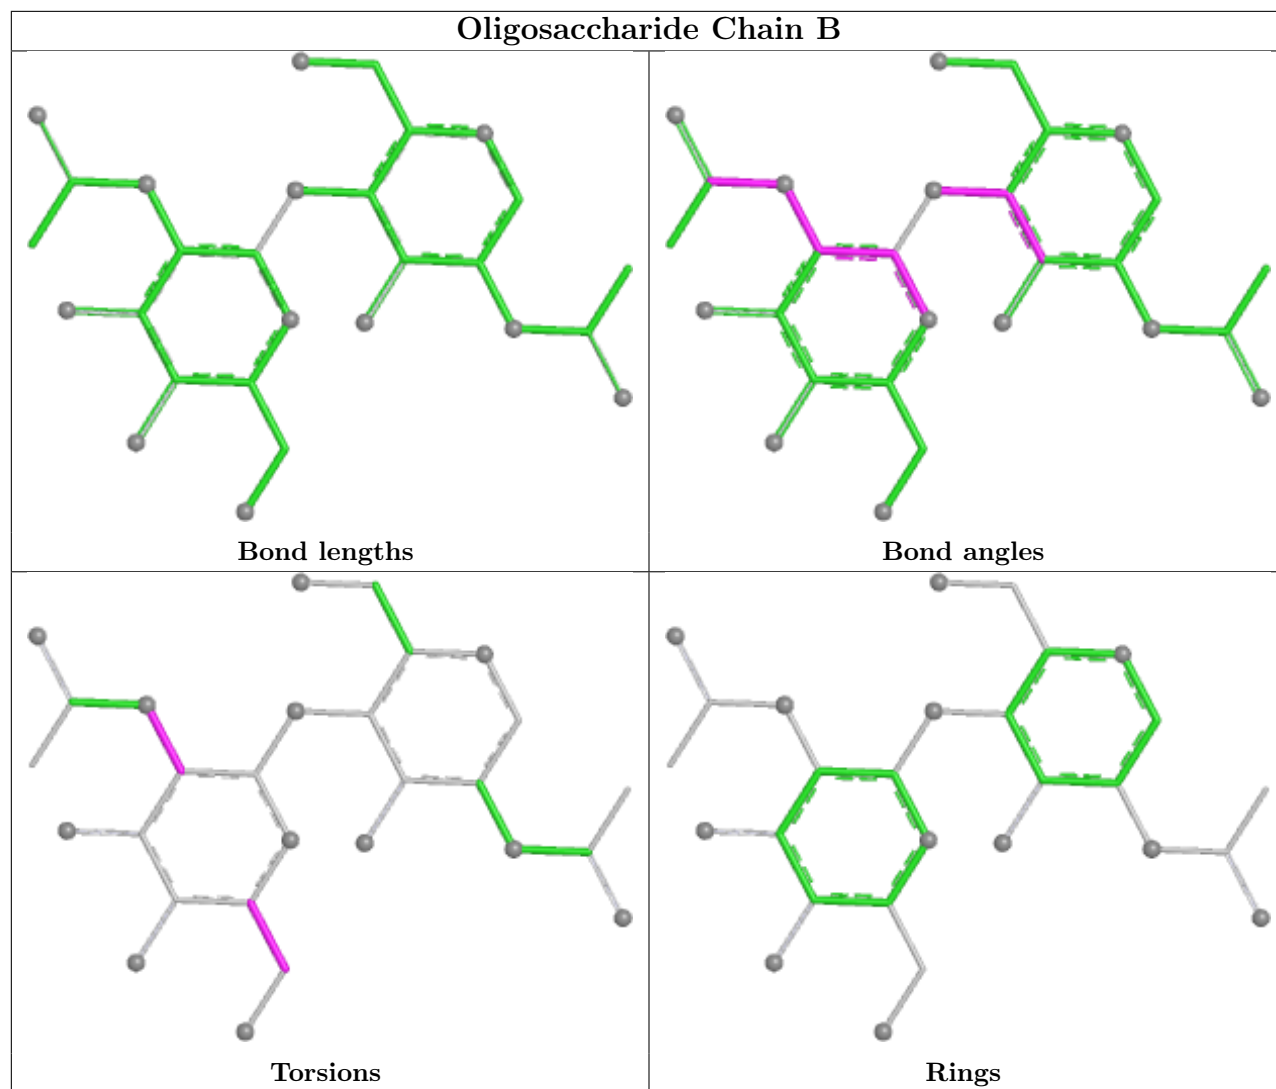 Oligosaccharide Chain B
Bond lengths
Bond angles
Torsions
Rings